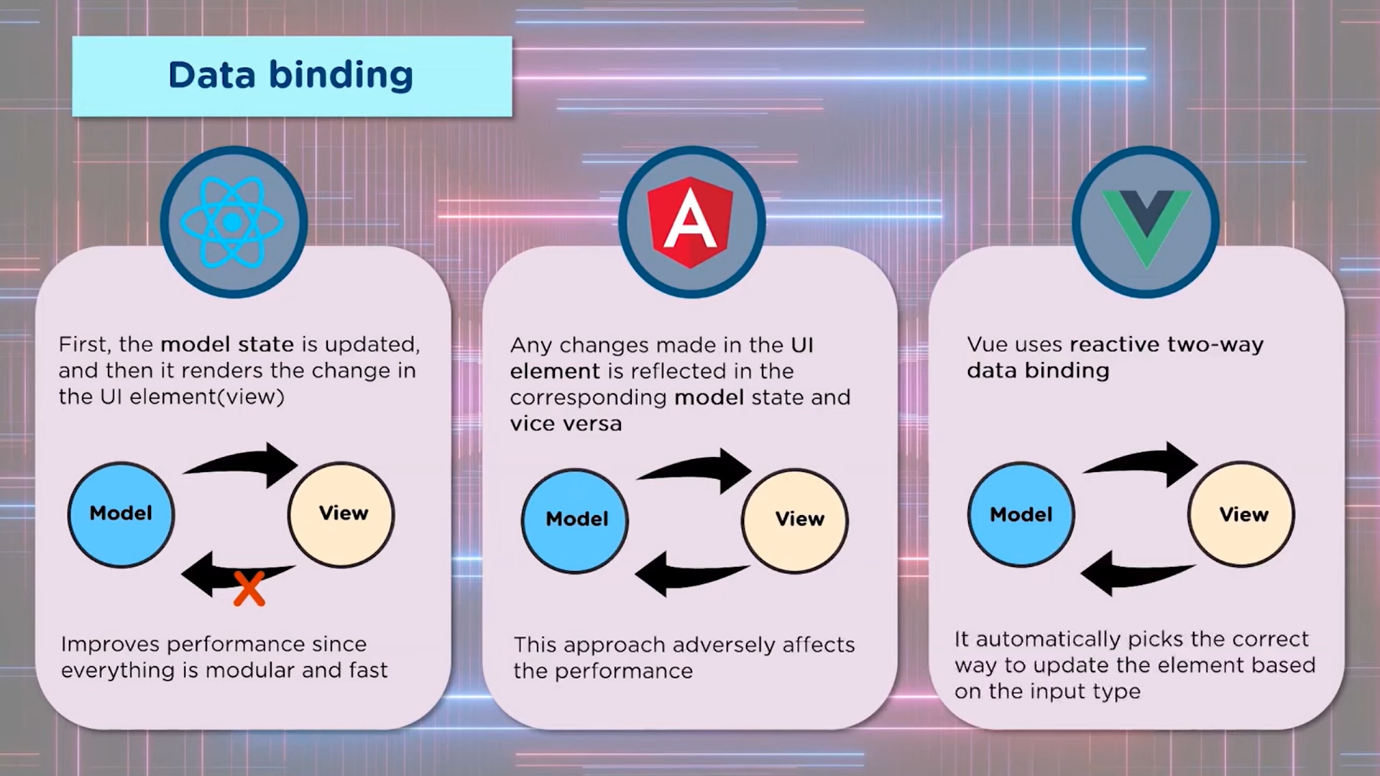 Data binding
First, the model state is updated,
and then it renders the change in
the UI element(view)
Model
View
Improves performance since
everything is modular and fast
Any changes made in the UI
element is reflected in the
corresponding model state and
vice versa
Model
View
This approach adversely affects
the performance
Vue uses reactive two-way
data binding
Model
View
It automatically picks the correct
way to update the element based
on the input type